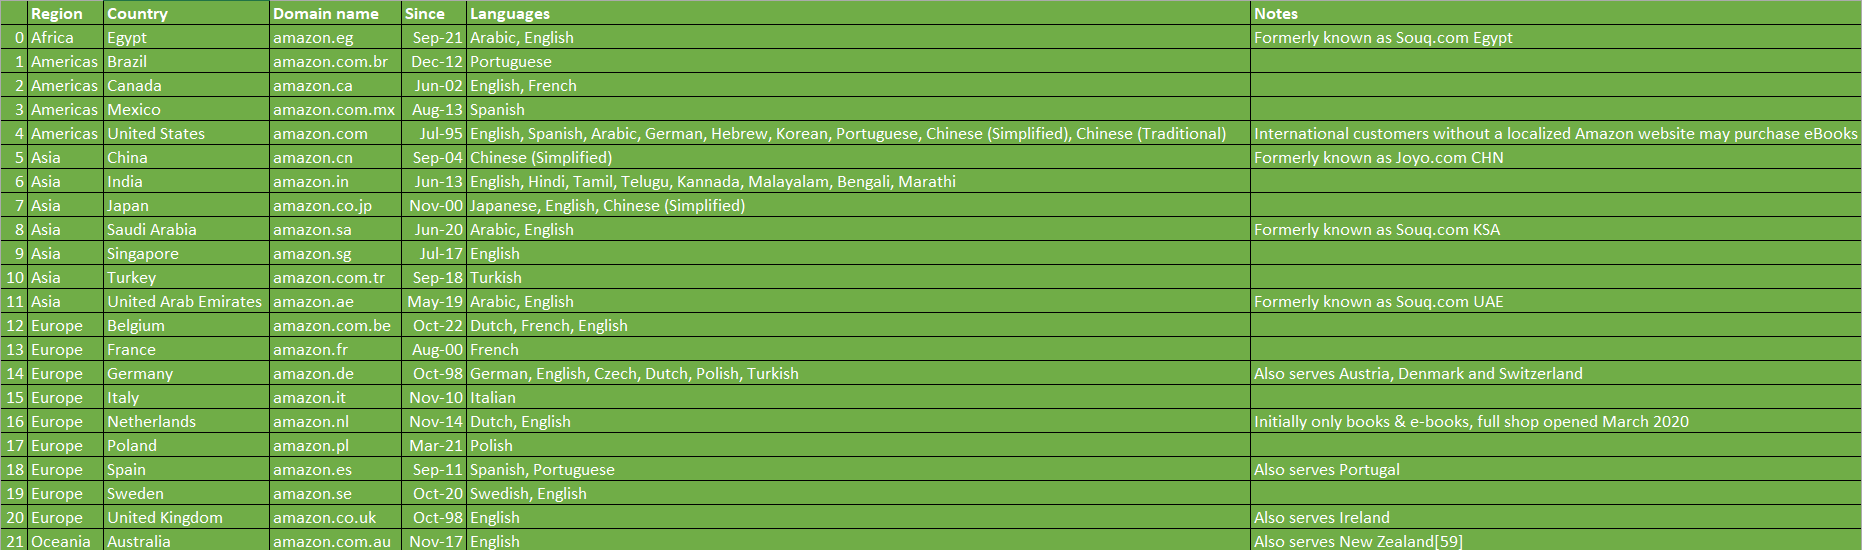 Region Country Domain name Since Languages Notes
0 Africa Egypt amazon.eg Sep-21 Arabic, English Formerly known as Souq.com Egypt
1 Americas Brazil amazon.com.br Dec-12 Portuguese
2 Americas Canada amazon.ca Jun-02 English, French
3 Americas Mexico amazon.com.mx Aug-13 Spanish
4 Americas United States amazon.com Jul-95 English, Spanish, Arabic, German, Hebrew, Korean, Portuguese, Chinese (Simplified), Chinese (Traditional) International customers without a localized Amazon website may purchase eBooks
5 Asia China amazon.cn Sep-04 Chinese (Simplified) Formerly known as Joyo.com CHN
6 Asia India amazon.in Jun-13 English, Hindi, Tamil, Telugu, Kannada, Malayalam, Bengali, Marathi
7 Asia Japan amazon.co.jp Nov-00 Japanese, English, Chinese (Simplified)
8 Asia Saudi Arabia amazon.sa Jun-20 Arabic, English Formerly known as Souq.com KSA
9 Asia Singapore amazon.sg Jul-17 English
10 Asia Turkey amazon.com.tr Sep-18 Turkish
11 Asia United Arab Emirates amazon.ae May-19 Arabic, English Formerly known as Souq.com UAE
12 Europe Belgium amazon.com.be Oct-22 Dutch, French, English
13 Europe France amazon.fr Aug-00 French
14 Europe Germany amazon.de Oct-98 German, English, Czech, Dutch, Polish, Turkish Also serves Austria, Denmark and Switzerland
15 Europe Italy amazon.it Nov-10 Italian
16 Europe Netherlands amazon.nl Nov-14 Dutch, English Initially only books & e-books, full shop opened March 2020
17 Europe Poland amazon.pl Mar-21 Polish
18 Europe Spain amazon.es Sep-11 Spanish, Portuguese Also serves Portugal
19 Europe Sweden amazon.se Oct-20 Swedish, English
20 Europe United Kingdom amazon.co.uk Oct-98 English Also serves Ireland
21 Oceania Australia amazon.com.au Nov-17 English Also serves New Zealand[59]